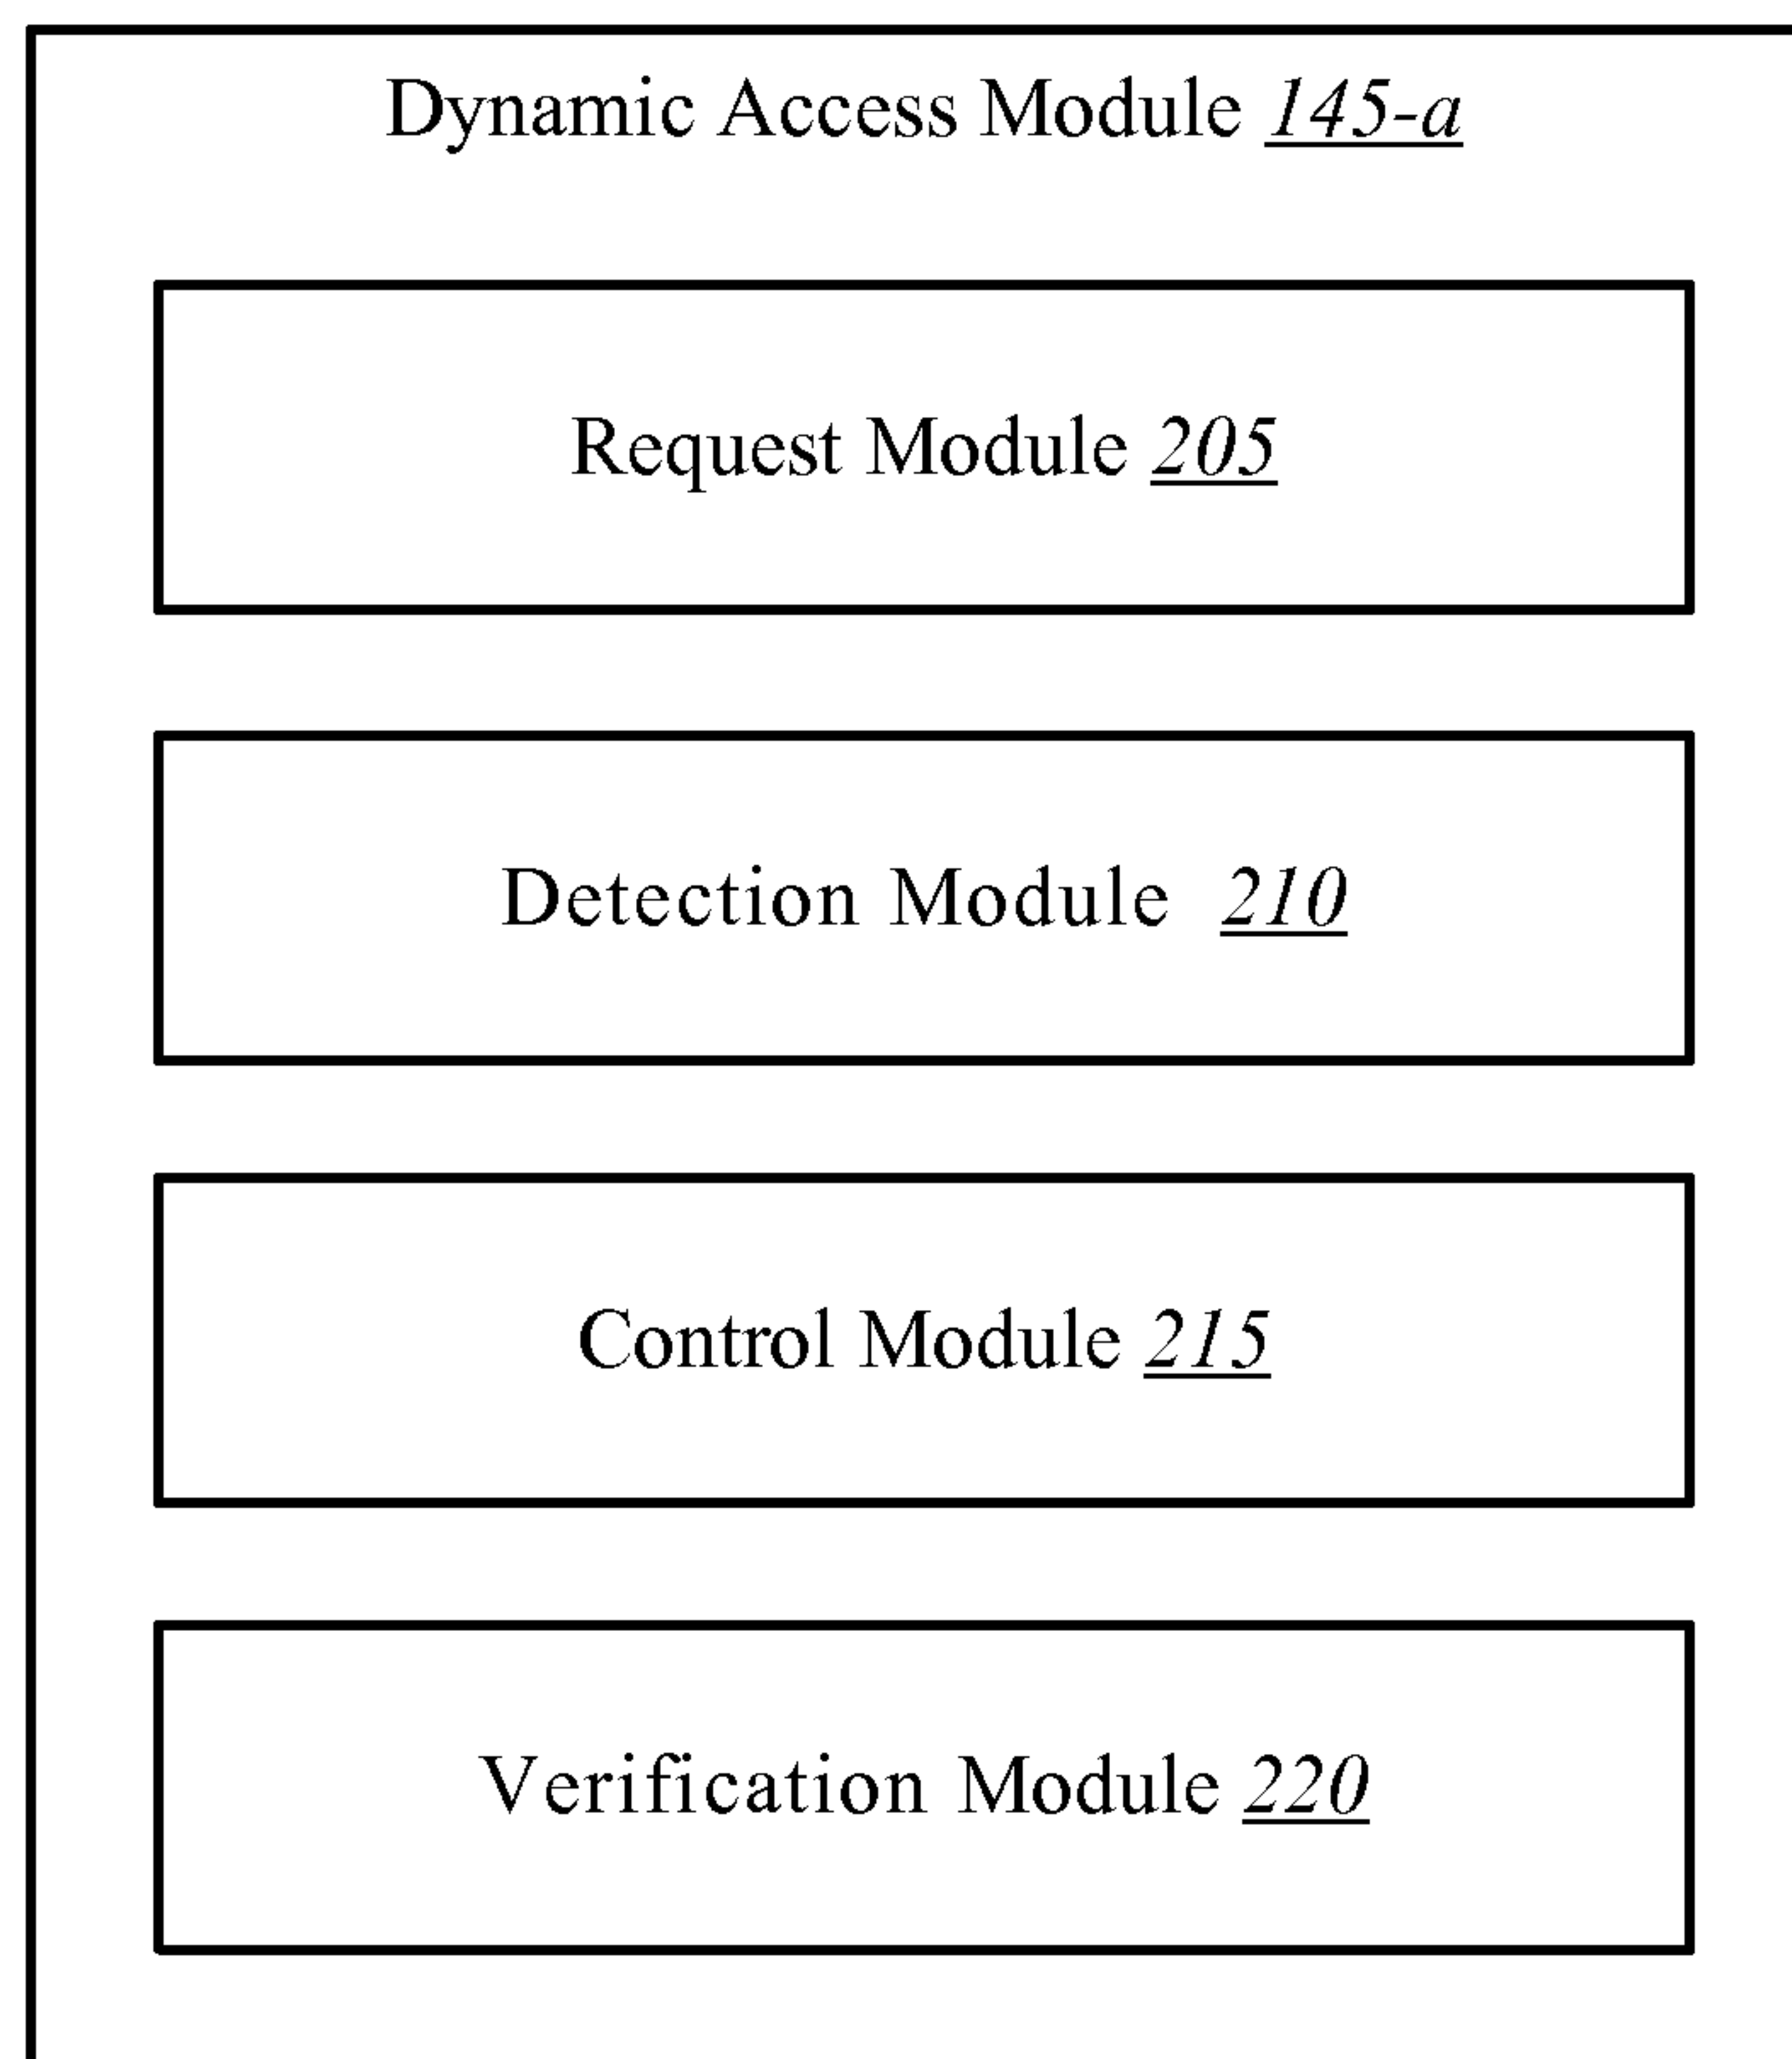 Dynamic Access Module 145-a
Request Module 205
Detection Module 210
Control Module 215
Verification Module 220